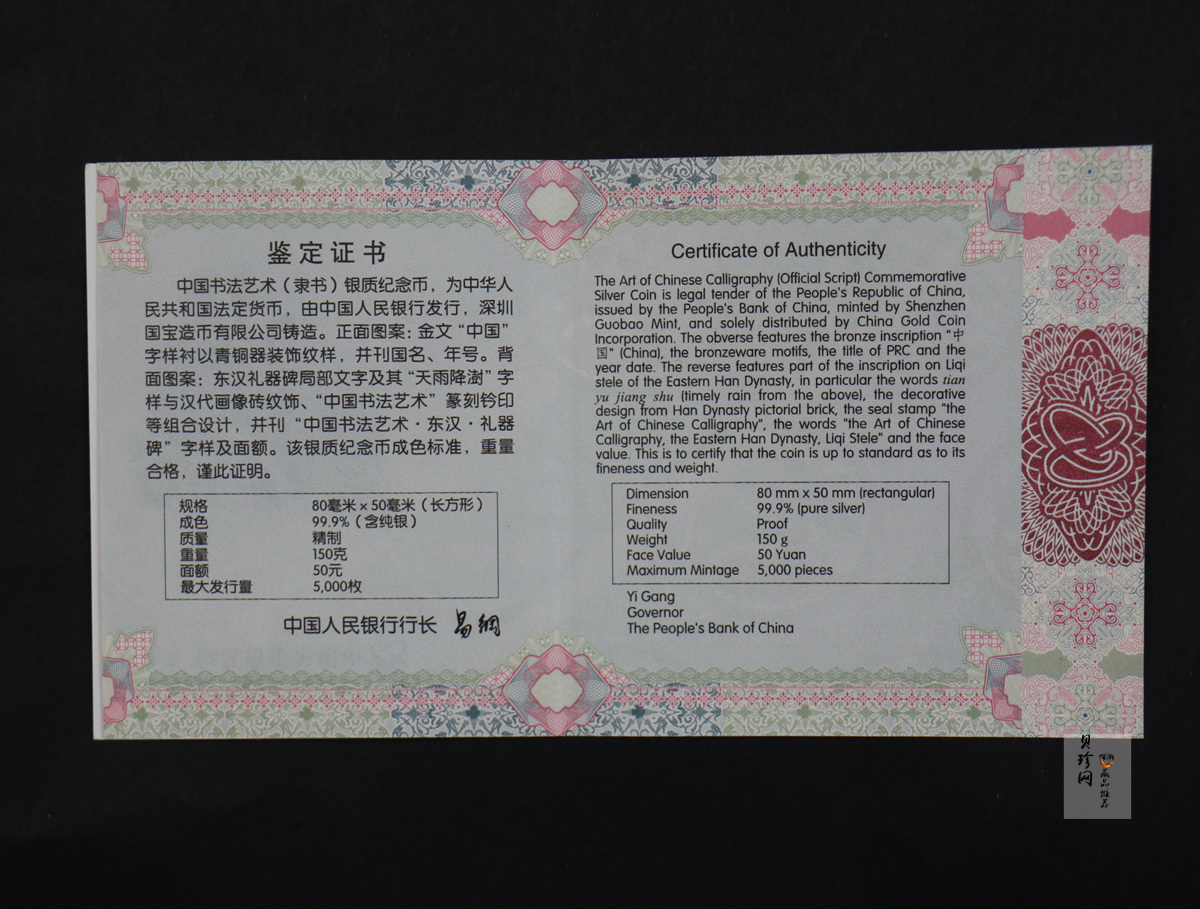 鉴定证书
中国书法艺术（隶书）银质纪念币，为中华人
民共和国法定货币，由中国人民银行发行，深圳
国宝造币有限公司铸造。正面图案：金文“中国”
字样衬以青铜器装饰纹样，并刊国名、年号。背
面图案：东汉礼器碑局部文字及其“天雨降澍”字
样与汉代画像砖纹饰、“中国书法艺术”篆刻钤印
等组合设计，并刊“中国书法艺术·东汉·礼器
碑”字样及面额。该银质纪念币成色标准，重量
合格，谨此证明。
规格 80毫米×50毫米（长方形）
成色 99.9%（含纯银）
质量 精制
重量 150克
面额 50元
最大发行量 5,000枚
中国人民银行行长 易綱
Certificate of Authenticity
The Art of Chinese Calligraphy (Official Script) Commemorative
Silver Coin is legal tender of the People's Republic of China,
issued by the People's Bank of China, minted by Shenzhen
Guobao Mint, and solely distributed by China Gold Coin
Incorporation. The obverse features the bronze inscription "中
国" (China), the bronzeware motifs, the title of PRC and the
year date. The reverse features part of the inscription on Liqi
stele of the Eastern Han Dynasty, in particular the words tian
yu jiang shu (timely rain from the above), the decorative
design from Han Dynasty pictorial brick, the seal stamp "the
Art of Chinese Calligraphy", the words "the Art of Chinese
Calligraphy, the Eastern Han Dynasty, Liqi Stele" and the face
value. This is to certify that the coin is up to standard as to its
fineness and weight.
Dimension 80 mm x 50 mm (rectangular)
Fineness 99.9% (pure silver)
Quality Proof
Weight 150 g
Face Value 50 Yuan
Maximum Mintage 5,000 pieces
Yi Gang
Governor
The People's Bank of China
贝珍网
藏品推荐